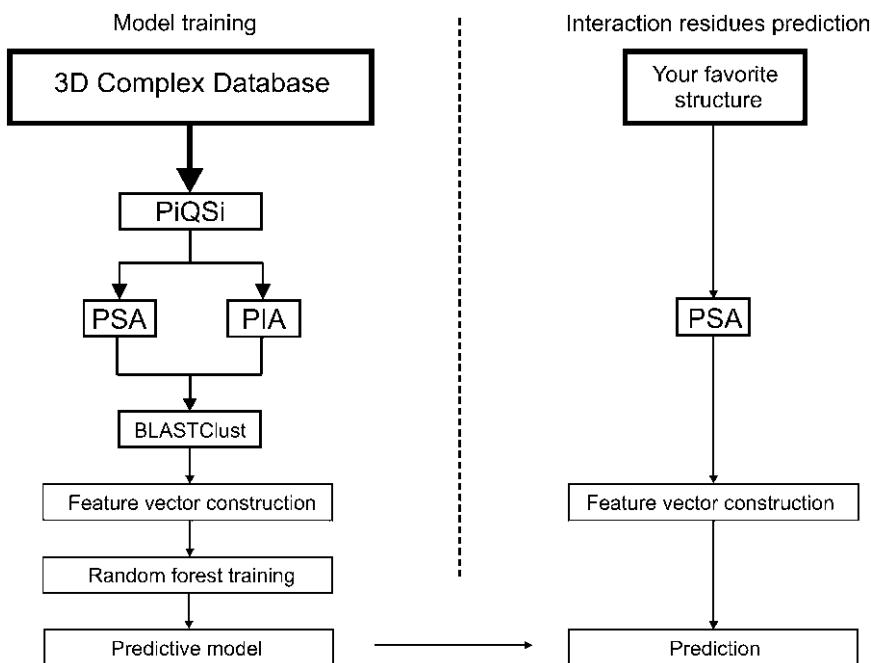 Model training
3D Complex Database
PiQSi
PSA
PIA
BLASTClust
Feature vector construction
Random forest training
Predictive model
Interaction residues prediction
Your favorite
structure
PSA
Feature vector construction
Prediction